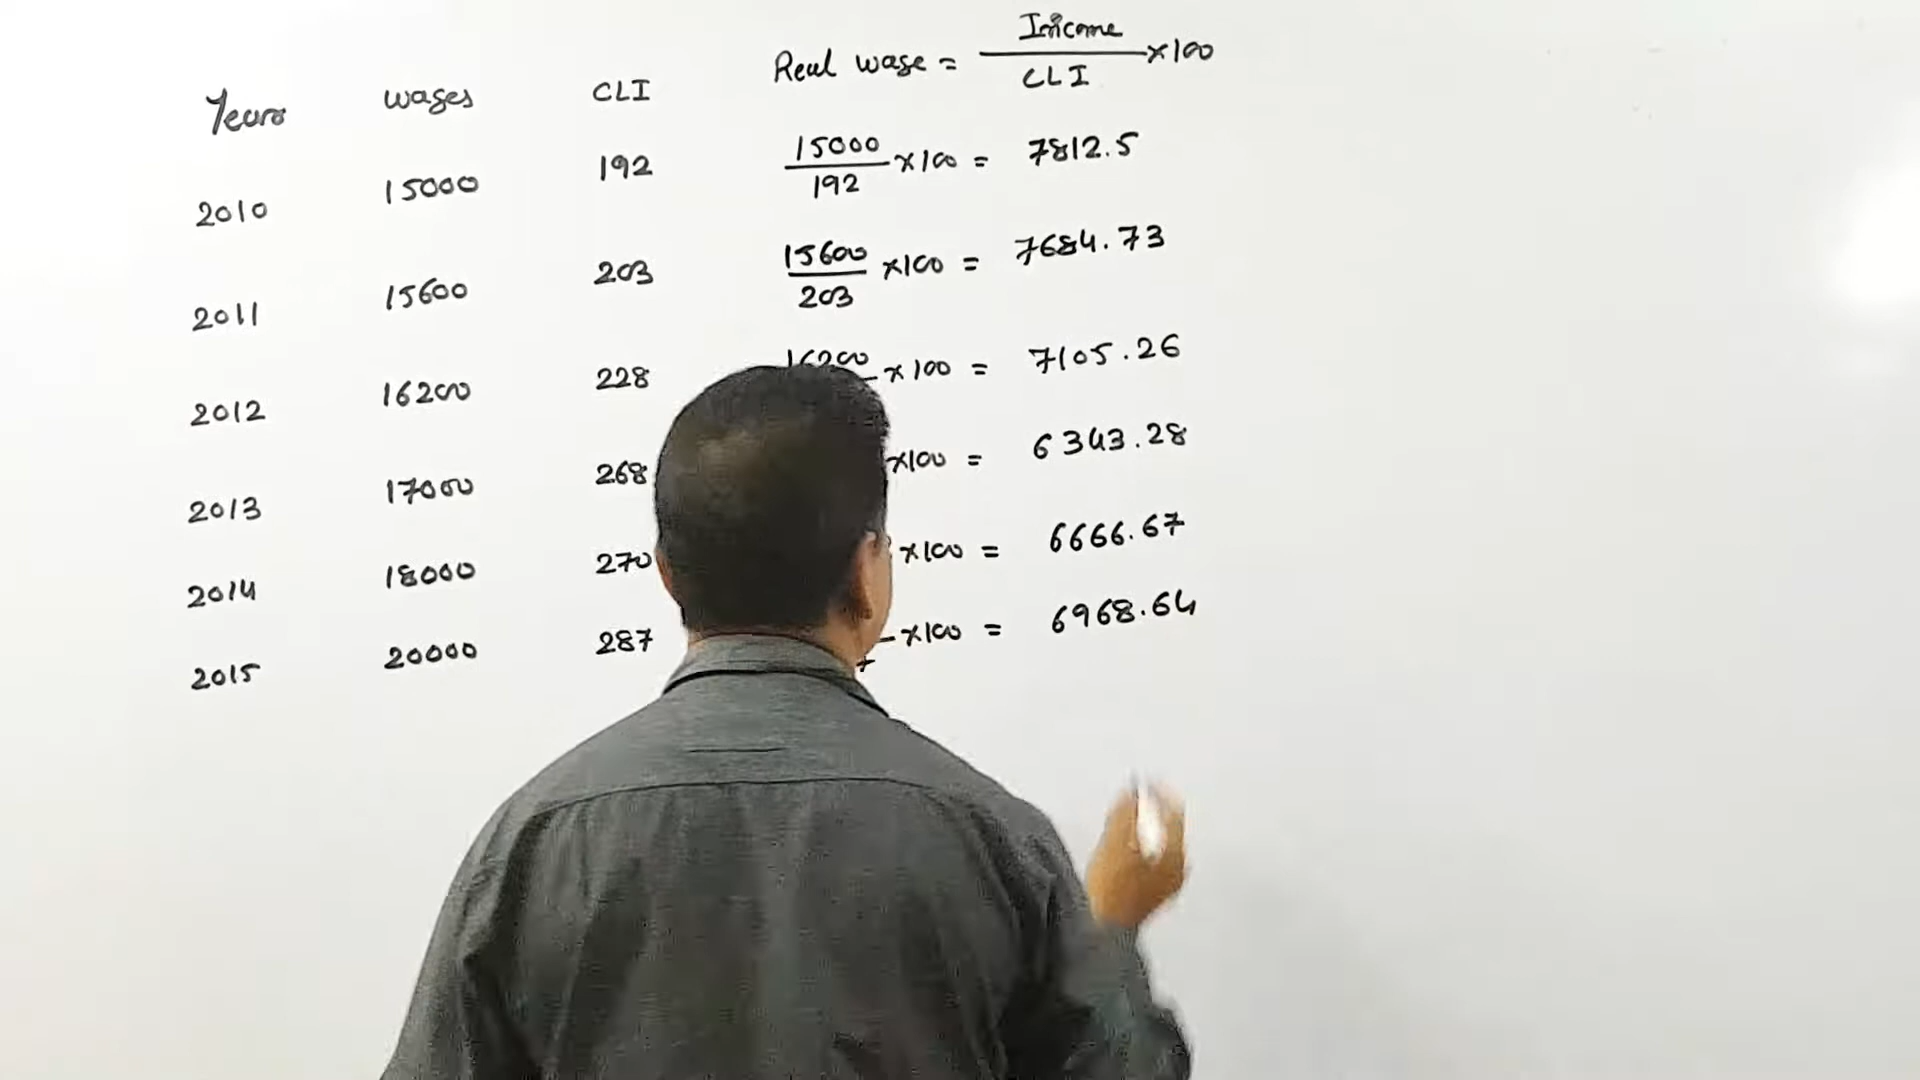 Years wages CLI Real wage = Income / CLI ×100
2010 15000 192 15000 / 192 ×100 = 7812.5
2011 15600 203 15600 / 203 ×100 = 7684.73
2012 16200 228 16200 ×100 = 7105.26
2013 17000 268 ×100 = 6343.28
2014 18000 270 ×100 = 6666.67
2015 20000 287 ×100 = 6968.64